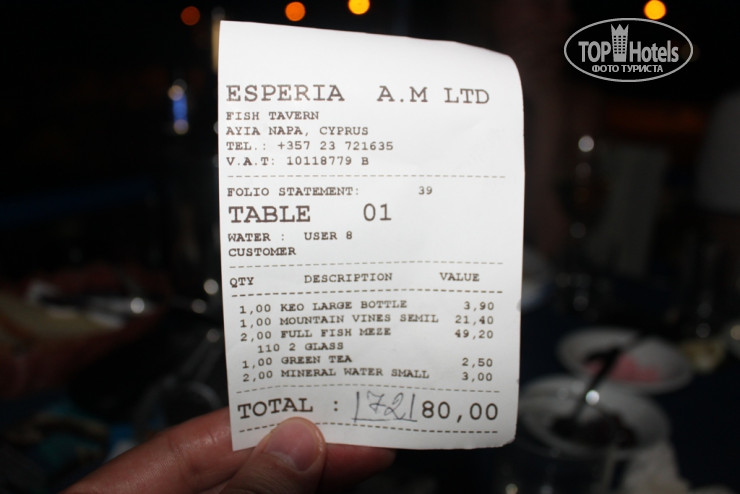 TOP Hotels
ФОТО ТУРИСТА
ESPERIA A.M LTD
FISH TAVERN
AYIA NAPA, CYPRUS
TEL.: +357 23 721635
V.A.T: 10118779 B
FOLIO STATEMENT: 39
TABLE 01
WATER : USER 8
CUSTOMER
QTY DESCRIPTION VALUE
1,00 KEO LARGE BOTTLE 3,90
1,00 MOUNTAIN VINES SEMIL 21,40
2,00 FULL FISH MEZE 49,20
110 2 GLASS
1,00 GREEN TEA 2,50
2,00 MINERAL WATER SMALL 3,00
TOTAL : |72| 80,00